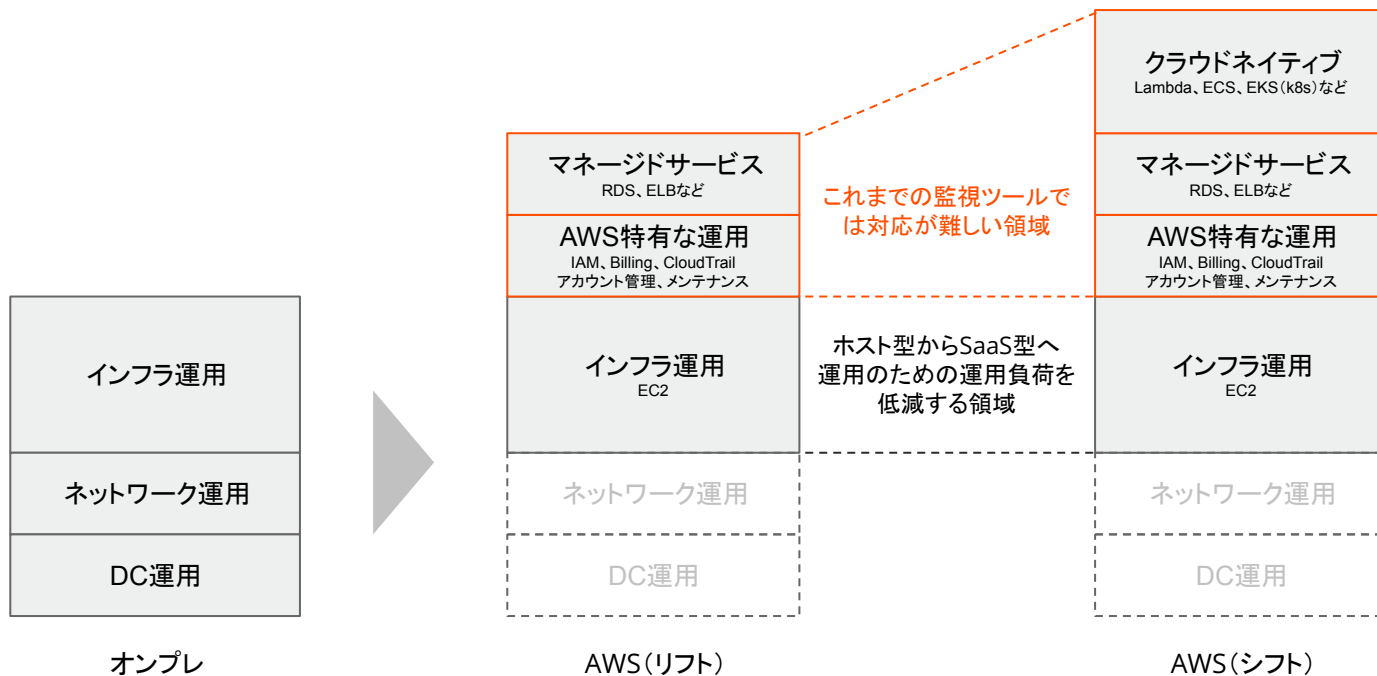 インフラ運用
ネットワーク運用
DC運用
オンプレ
マネージドサービス
RDS、ELBなど
AWS特有な運用
IAM、Billing、CloudTrail
アカウント管理、メンテナンス
インフラ運用
EC2
ネットワーク運用
DC運用
AWS（リフト）
これまでの監視ツールで
は対応が難しい領域
ホスト型からSaaS型へ
運用のための運用負荷を
低減する領域
クラウドネイティブ
Lambda、ECS、EKS（k8s）など
マネージドサービス
RDS、ELBなど
AWS特有な運用
IAM、Billing、CloudTrail
アカウント管理、メンテナンス
インフラ運用
EC2
ネットワーク運用
DC運用
AWS（シフト）